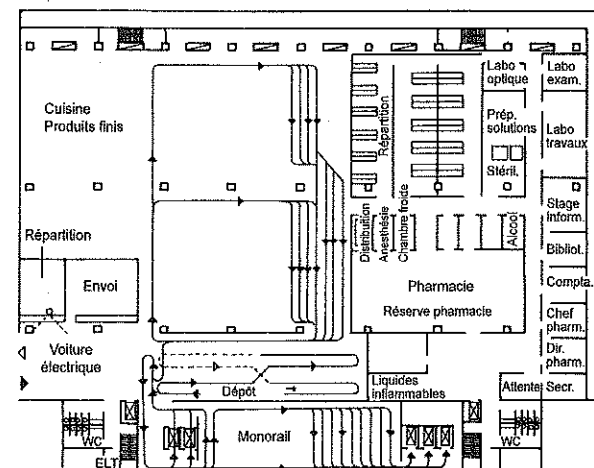 Labo
optique
Labo
exam.
Cuisine
Produits finis
Répartition
Prép.
solutions
Labo
travaux
Stéril.
Stage
Inform.
Distribuition
Anesthésis
Chambre froide
Alcool
Répartition
Bibliot.
Envoi
Pharmacie
Compta.
Réserve pharmacie
Chef
pharm.
Voiture
électrique
Dir.
pharm.
Dépôt
Liquides
inflammables
Attente
Secr.
Monorail
WC
WC
ELT